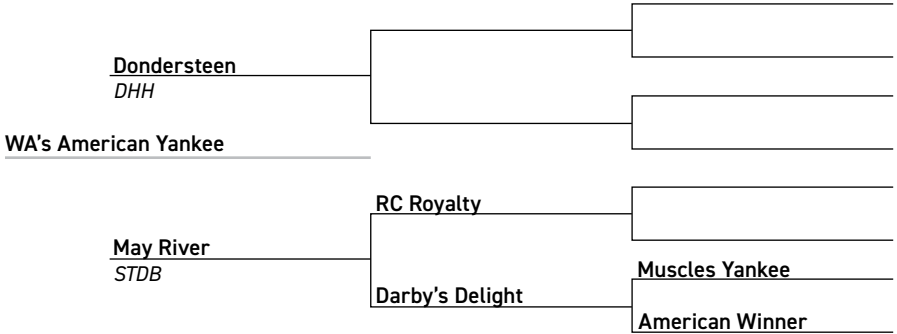 Dondersteen
DHH
WA's American Yankee
RC Royalty
May River
STDB
Muscles Yankee
Darby's Delight
American Winner